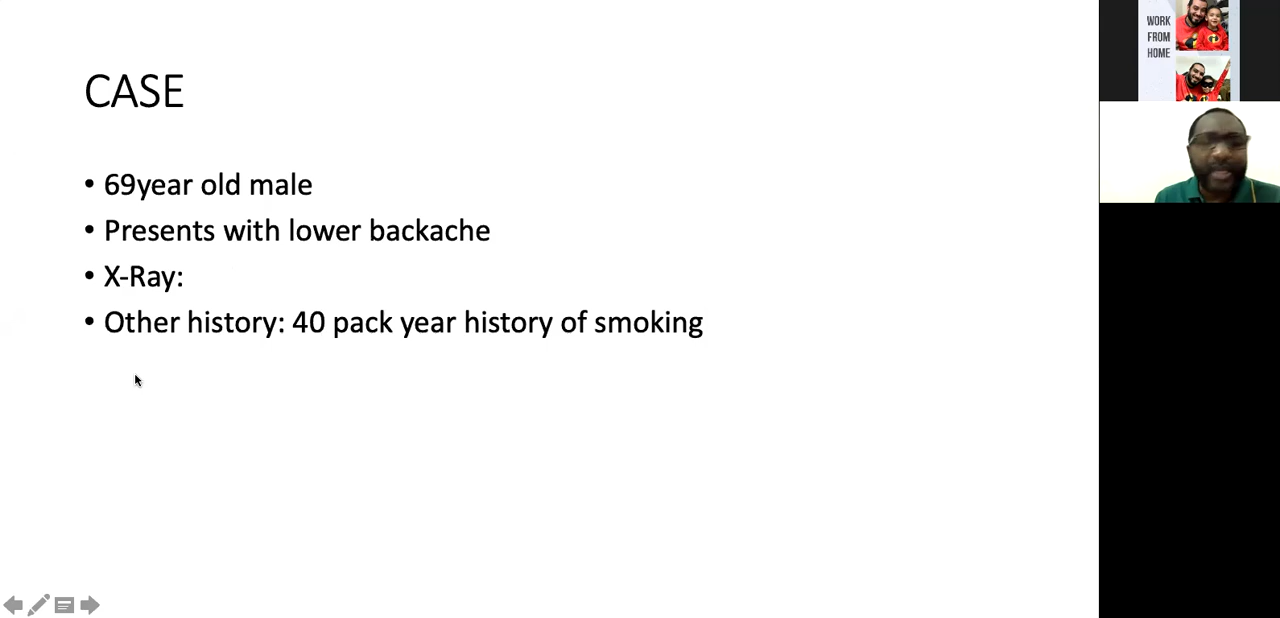 CASE
• 69year old male
• Presents with lower backache
• X-Ray:
• Other history: 40 pack year history of smoking
WORK
FROM
HOME